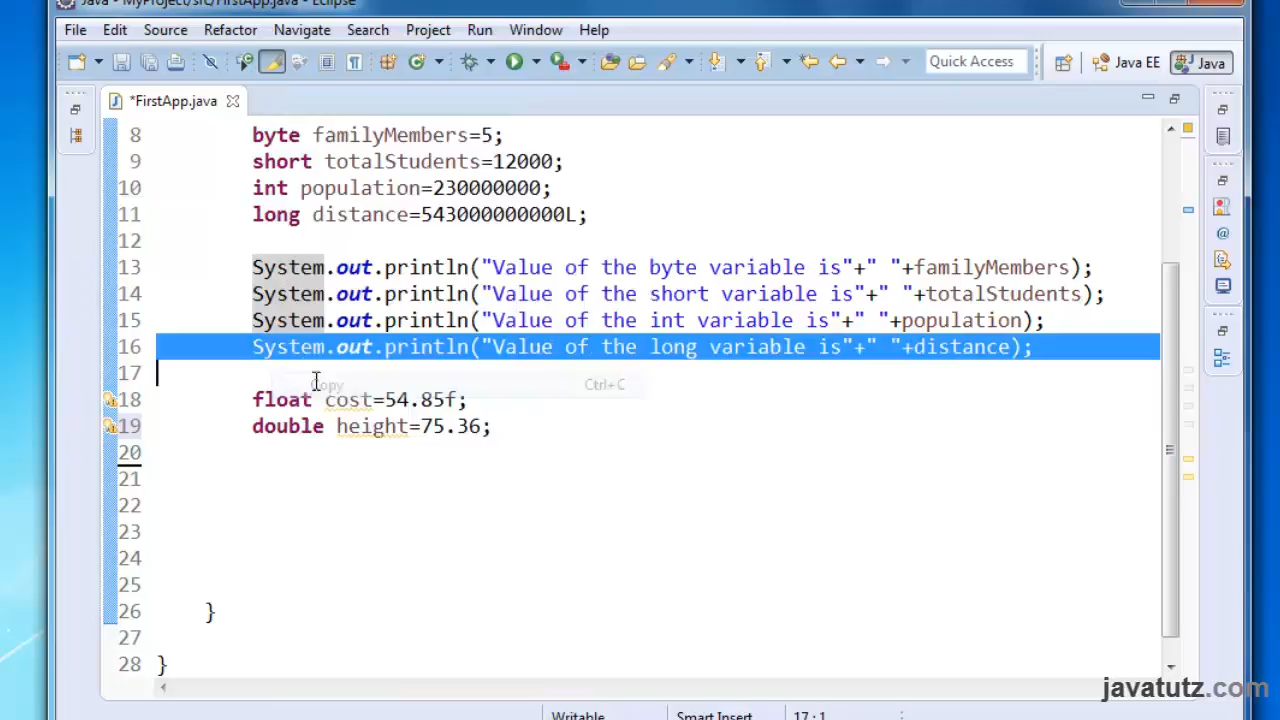 Java - MyProject/src/FirstApp.java - Eclipse
File Edit Source Refactor Navigate Search Project Run Window Help
Quick Access Java EE Java
*FirstApp.java
8 byte familyMembers=5;
9 short totalStudents=12000;
10 int population=230000000;
11 long distance=543000000000L;
12
13 System.out.println("Value of the byte variable is"+" "+familyMembers);
14 System.out.println("Value of the short variable is"+" "+totalStudents);
15 System.out.println("Value of the int variable is"+" "+population);
16 System.out.println("Value of the long variable is"+" "+distance);
17
Copy Ctrl+C
18 float cost=54.85f;
19 double height=75.36;
20
21
22
23
24
25
26 }
27
28 }
javatutz.com
Writable Smart Insert 17 : 1